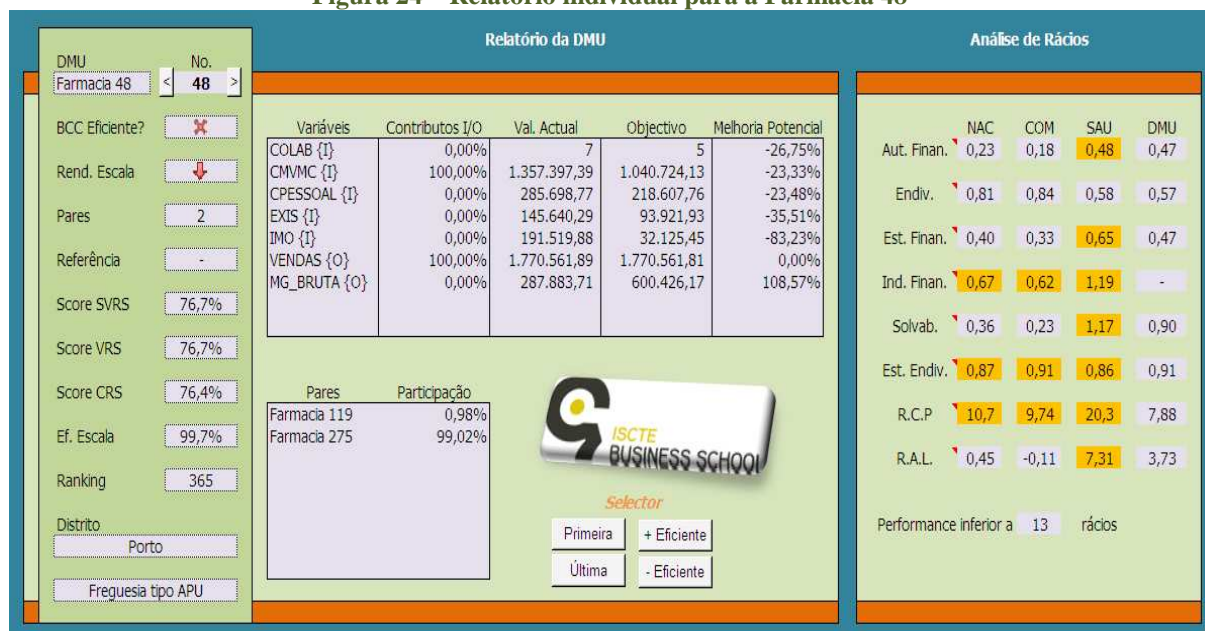 Figura 24 – Relatório individual para a Farmácia 48
Relatório da DMU
Análise de Rácios
DMU No.
Farmacia 48 < 48 >
BCC Eficiente?
Rend. Escala
Pares 2
Referência -
Score SVRS 76,7%
Score VRS 76,7%
Score CRS 76,4%
Ef. Escala 99,7%
Ranking 365
Distrito
Porto
Freguesia tipo APU
Variáveis Contributos I/O Val. Actual Objectivo Melhoria Potencial
COLAB {I} 0,00% 7 5 -26,75%
CMVMC {I} 100,00% 1.357.397,39 1.040.724,13 -23,33%
CPESSOAL {I} 0,00% 285.698,77 218.607,76 -23,48%
EXIS {I} 0,00% 145.640,29 93.921,93 -35,51%
IMO {I} 0,00% 191.519,88 32.125,45 -83,23%
VENDAS {O} 100,00% 1.770.561,89 1.770.561,81 0,00%
MG_BRUTA {O} 0,00% 287.883,71 600.426,17 108,57%
Pares Participação
Farmacia 119 0,98%
Farmacia 275 99,02%
ISCTE
BUSINESS SCHOOL
Selector
Primeira + Eficiente
Última - Eficiente
NAC COM SAU DMU
Aut. Finan. 0,23 0,18 0,48 0,47
Endiv. 0,81 0,84 0,58 0,57
Est. Finan. 0,40 0,33 0,65 0,47
Ind. Finan. 0,67 0,62 1,19 -
Solvab. 0,36 0,23 1,17 0,90
Est. Endiv. 0,87 0,91 0,86 0,91
R.C.P 10,7 9,74 20,3 7,88
R.A.L. 0,45 -0,11 7,31 3,73
Performance inferior a 13 rácios